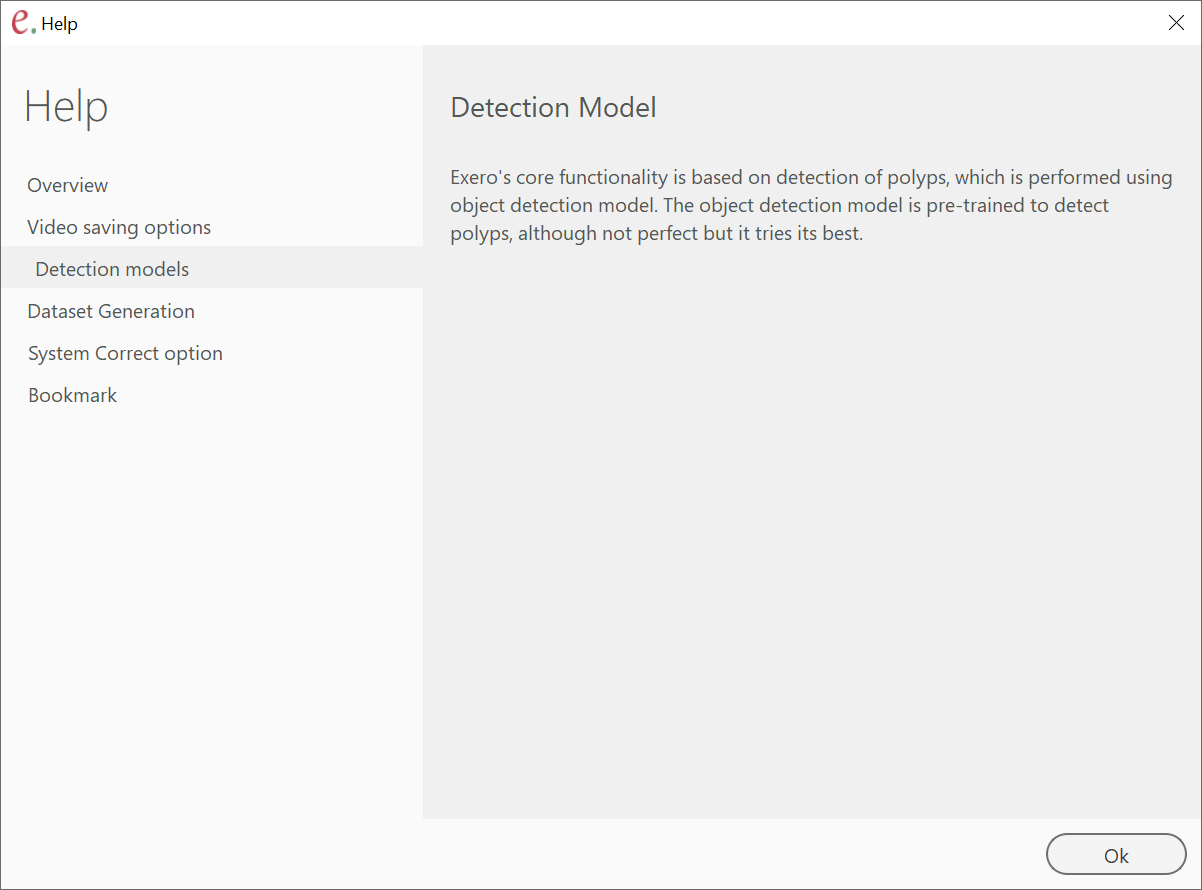 e. Help
Help
Overview
Video saving options
Detection models
Dataset Generation
System Correct option
Bookmark
Detection Model
Exero's core functionality is based on detection of polyps, which is performed using
object detection model. The object detection model is pre-trained to detect
polyps, although not perfect but it tries its best.
Ok